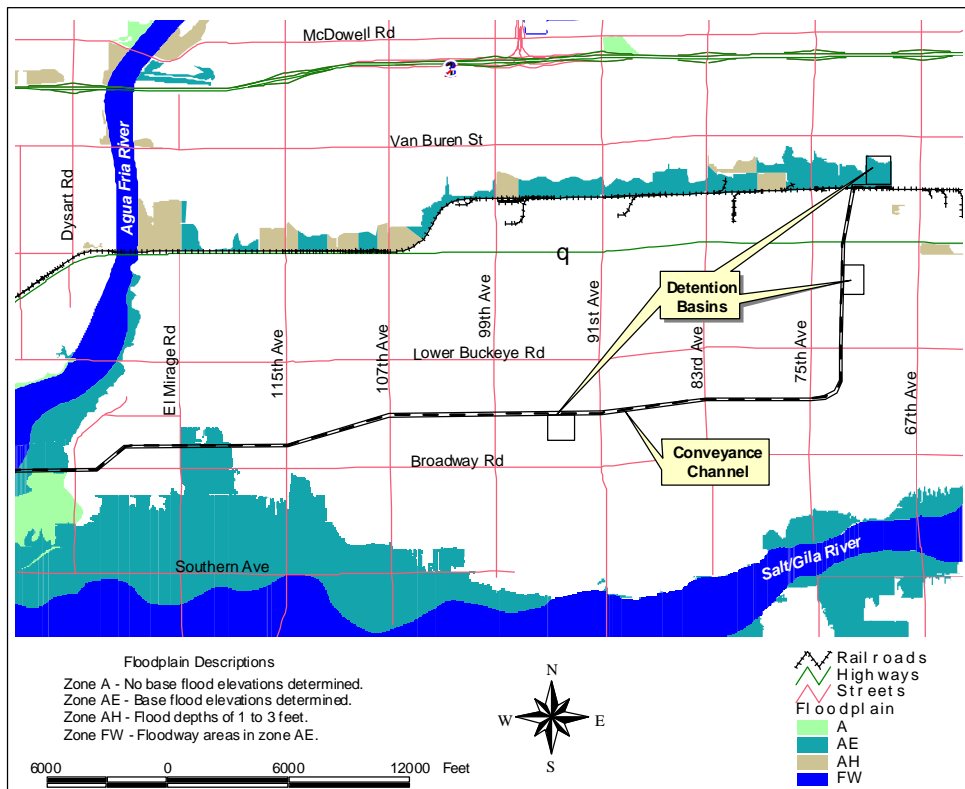 McDowell Rd
Van Buren St
Agua Fria River
Dysart Rd
q
Detention
Basins
99th Ave
91st Ave
El Mirage Rd
115th Ave
107th Ave
Lower Buckeye Rd
83rd Ave
75th Ave
67th Ave
Broadway Rd
Conveyance
Channel
Southern Ave
Salt/Gila River
Floodplain Descriptions
Zone A - No base flood elevations determined.
Zone AE - Base flood elevations determined.
Zone AH - Flood depths of 1 to 3 feet.
Zone FW - Floodway areas in zone AE.
N
W
E
S
6000 0 6000 12000 Feet
Railroads
Highways
Streets
Floodplain
A
AE
AH
FW